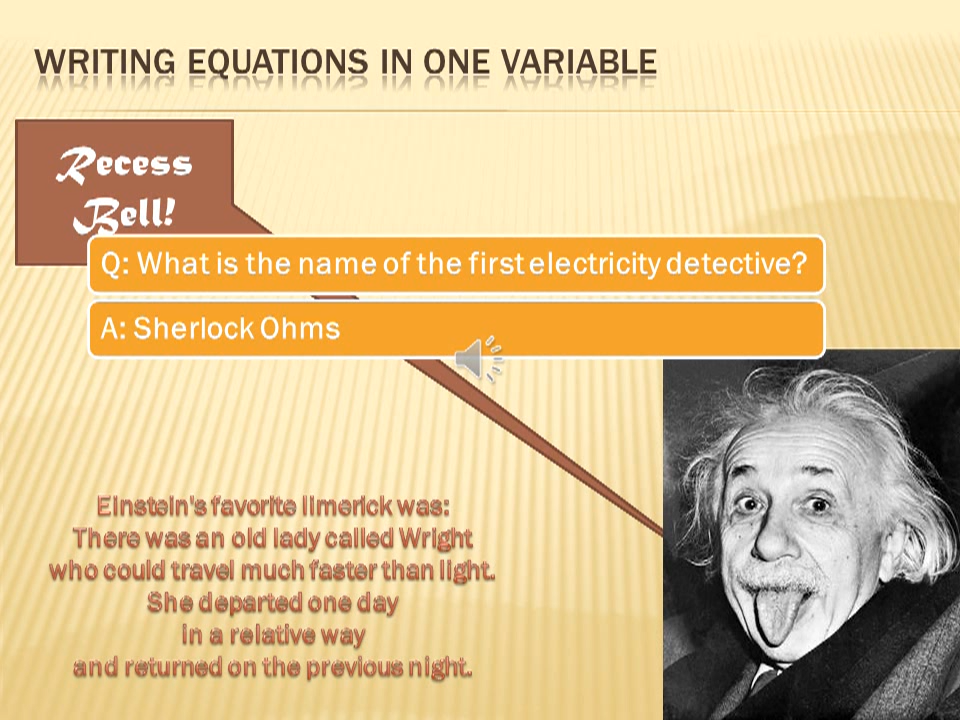 WRITING EQUATIONS IN ONE VARIABLE
Recess
Bell!
Q: What is the name of the first electricity detective?
A: Sherlock Ohms
Einstein's favorite limerick was:
There was an old lady called Wright
who could travel much faster than light.
She departed one day
in a relative way
and returned on the previous night.